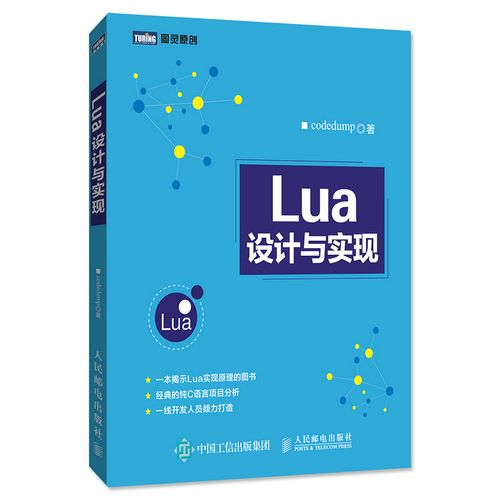 TURING 图灵原创
codedump◎著
Lua
设计与实现
Lua
一本揭示Lua实现原理的图书
经典的纯C语言项目分析
一线开发人员倾力打造
中国工信出版集团
人民邮电出版社
POSTS & TELECOM PRESS
Lua设计与实现
codedump◎著
人民邮电出版社